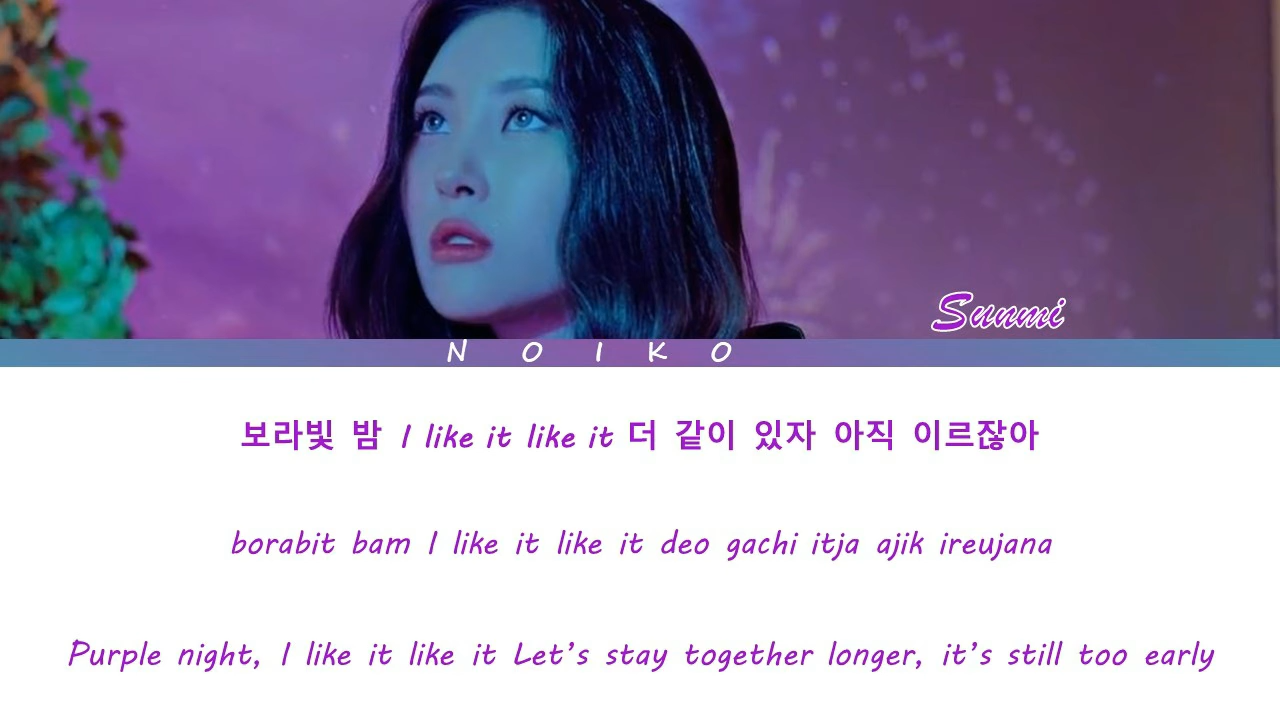 Sunmi
NOIKO
보라빛 밤 I like it like it 더 같이 있자 아직 이르잖아
borabit bam I like it like it deo gachi itja ajik ireujana
Purple night, I like it like it Let’s stay together longer, it’s still too early